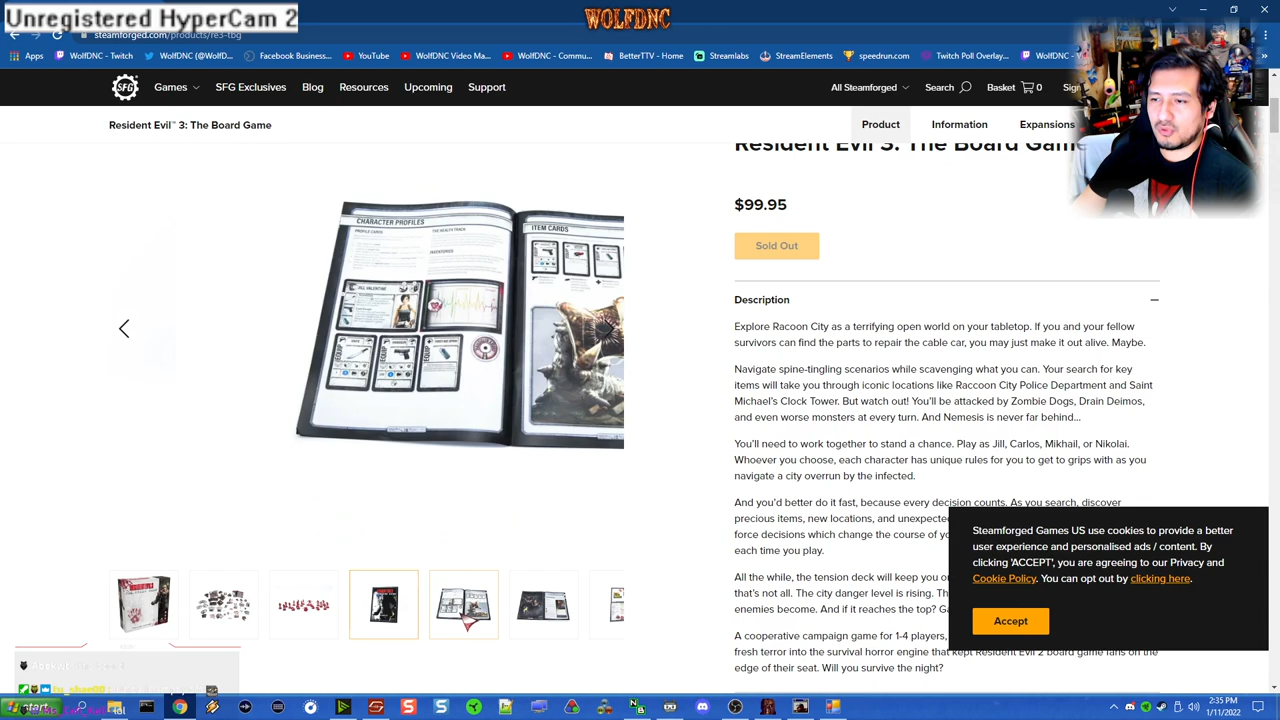 Unregistered HyperCam 2
WOLFDNC
steamforged.com/products/re3-tbg
Apps WolfDNC - Twitch WolfDNC (@WolfD... Facebook Business... YouTube WolfDNC Video Ma... WolfDNC - Commu... BetterTTV - Home Streamlabs StreamElements speedrun.com Twitch Poll Overlay... WolfDNC - Y
SFG Games SFG Exclusives Blog Resources Upcoming Support All Steamforged Search Basket 0 Sign
Resident Evil™ 3: The Board Game Product Information Expansions
Resident Evil 3: The Board Game
$99.95
Sold Out
CHARACTER PROFILES
PROFILE CARDS
THE HEALTH TRACK
INVENTORIES
JILL VALENTINE
ITEM CARDS
Description
Explore Racoon City as a terrifying open world on your tabletop. If you and your fellow
survivors can find the parts to repair the cable car, you may just make it out alive. Maybe.
Navigate spine-tingling scenarios while scavenging what you can. Your search for key
items will take you through iconic locations like Raccoon City Police Department and Saint
Michael's Clock Tower. But watch out! You'll be attacked by Zombie Dogs, Drain Deimos,
and even worse monsters at every turn. And Nemesis is never far behind...
You'll need to work together to stand a chance. Play as Jill, Carlos, Mikhail, or Nikolai.
Whoever you choose, each character has unique rules for you to get to grips with as you
navigate a city overrun by the infected.
And you'd better do it fast, because every decision counts. As you search, discover
precious items, new locations, and unexpected
force decisions which change the course of yo
each time you play.
All the while, the tension deck will keep you on
that's not all. The city danger level is rising. Th
enemies become. And if it reaches the top? Ga
A cooperative campaign game for 1-4 players,
fresh terror into the survival horror engine that kept Resident Evil 2 board game fans on the
edge of their seat. Will you survive the night?
Steamforged Games US use cookies to provide a better
user experience and personalised ads / content. By
clicking 'ACCEPT', you are agreeing to our Privacy and
Cookie Policy. You can opt out by clicking here.
Accept
start
2:35 PM
1/11/2022